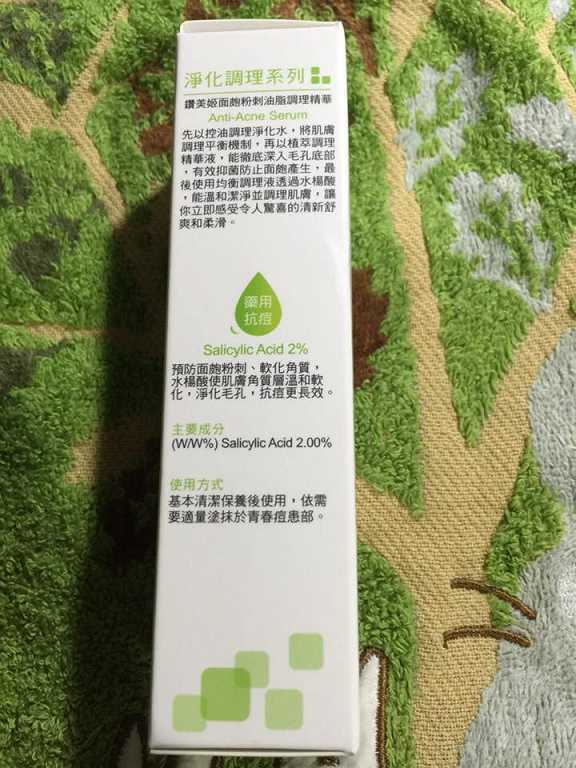 淨化調理系列
鑽美姬面皰粉刺油脂調理精華
Anti-Acne Serum
先以控油調理淨化水，將肌膚
調理平衡機制，再以植萃調理
精華液，能徹底深入毛孔底部
，有效抑菌防止面皰產生，最
後使用均衡調理液透過水楊酸
，能溫和潔淨並調理肌膚，讓
你立即感受令人驚喜的清新舒
爽和柔滑。
藥用
抗痘
Salicylic Acid 2%
預防面皰粉刺、軟化角質，
水楊酸使肌膚角質層溫和軟
化，淨化毛孔，抗痘更長效。
主要成分
(W/W%) Salicylic Acid 2.00%
使用方式
基本清潔保養後使用，依需
要適量塗抹於青春痘患部。